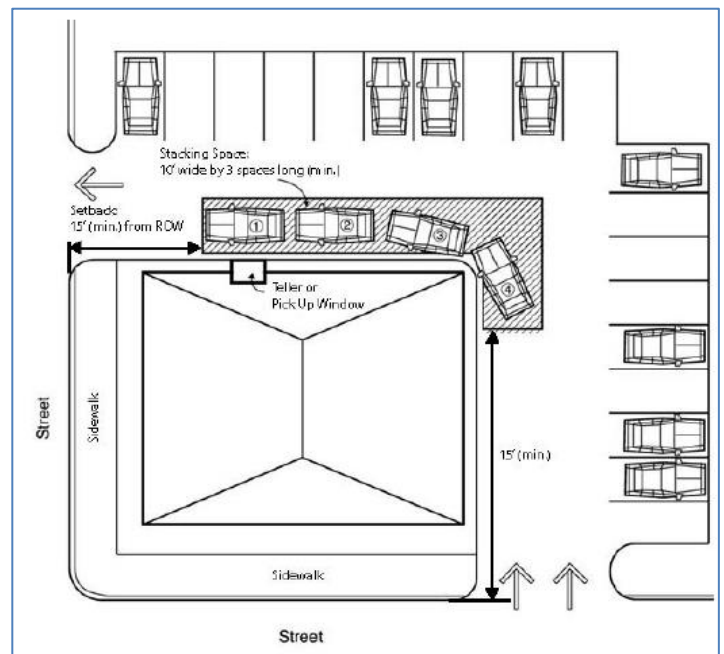 Stacking Space:
10' wide by 3 spaces long (min.)
Setback:
15' (min.) from ROW
①
②
③
④
Teller or
Pick Up Window
Street
Sidewalk
15' (min.)
Sidewalk
Street